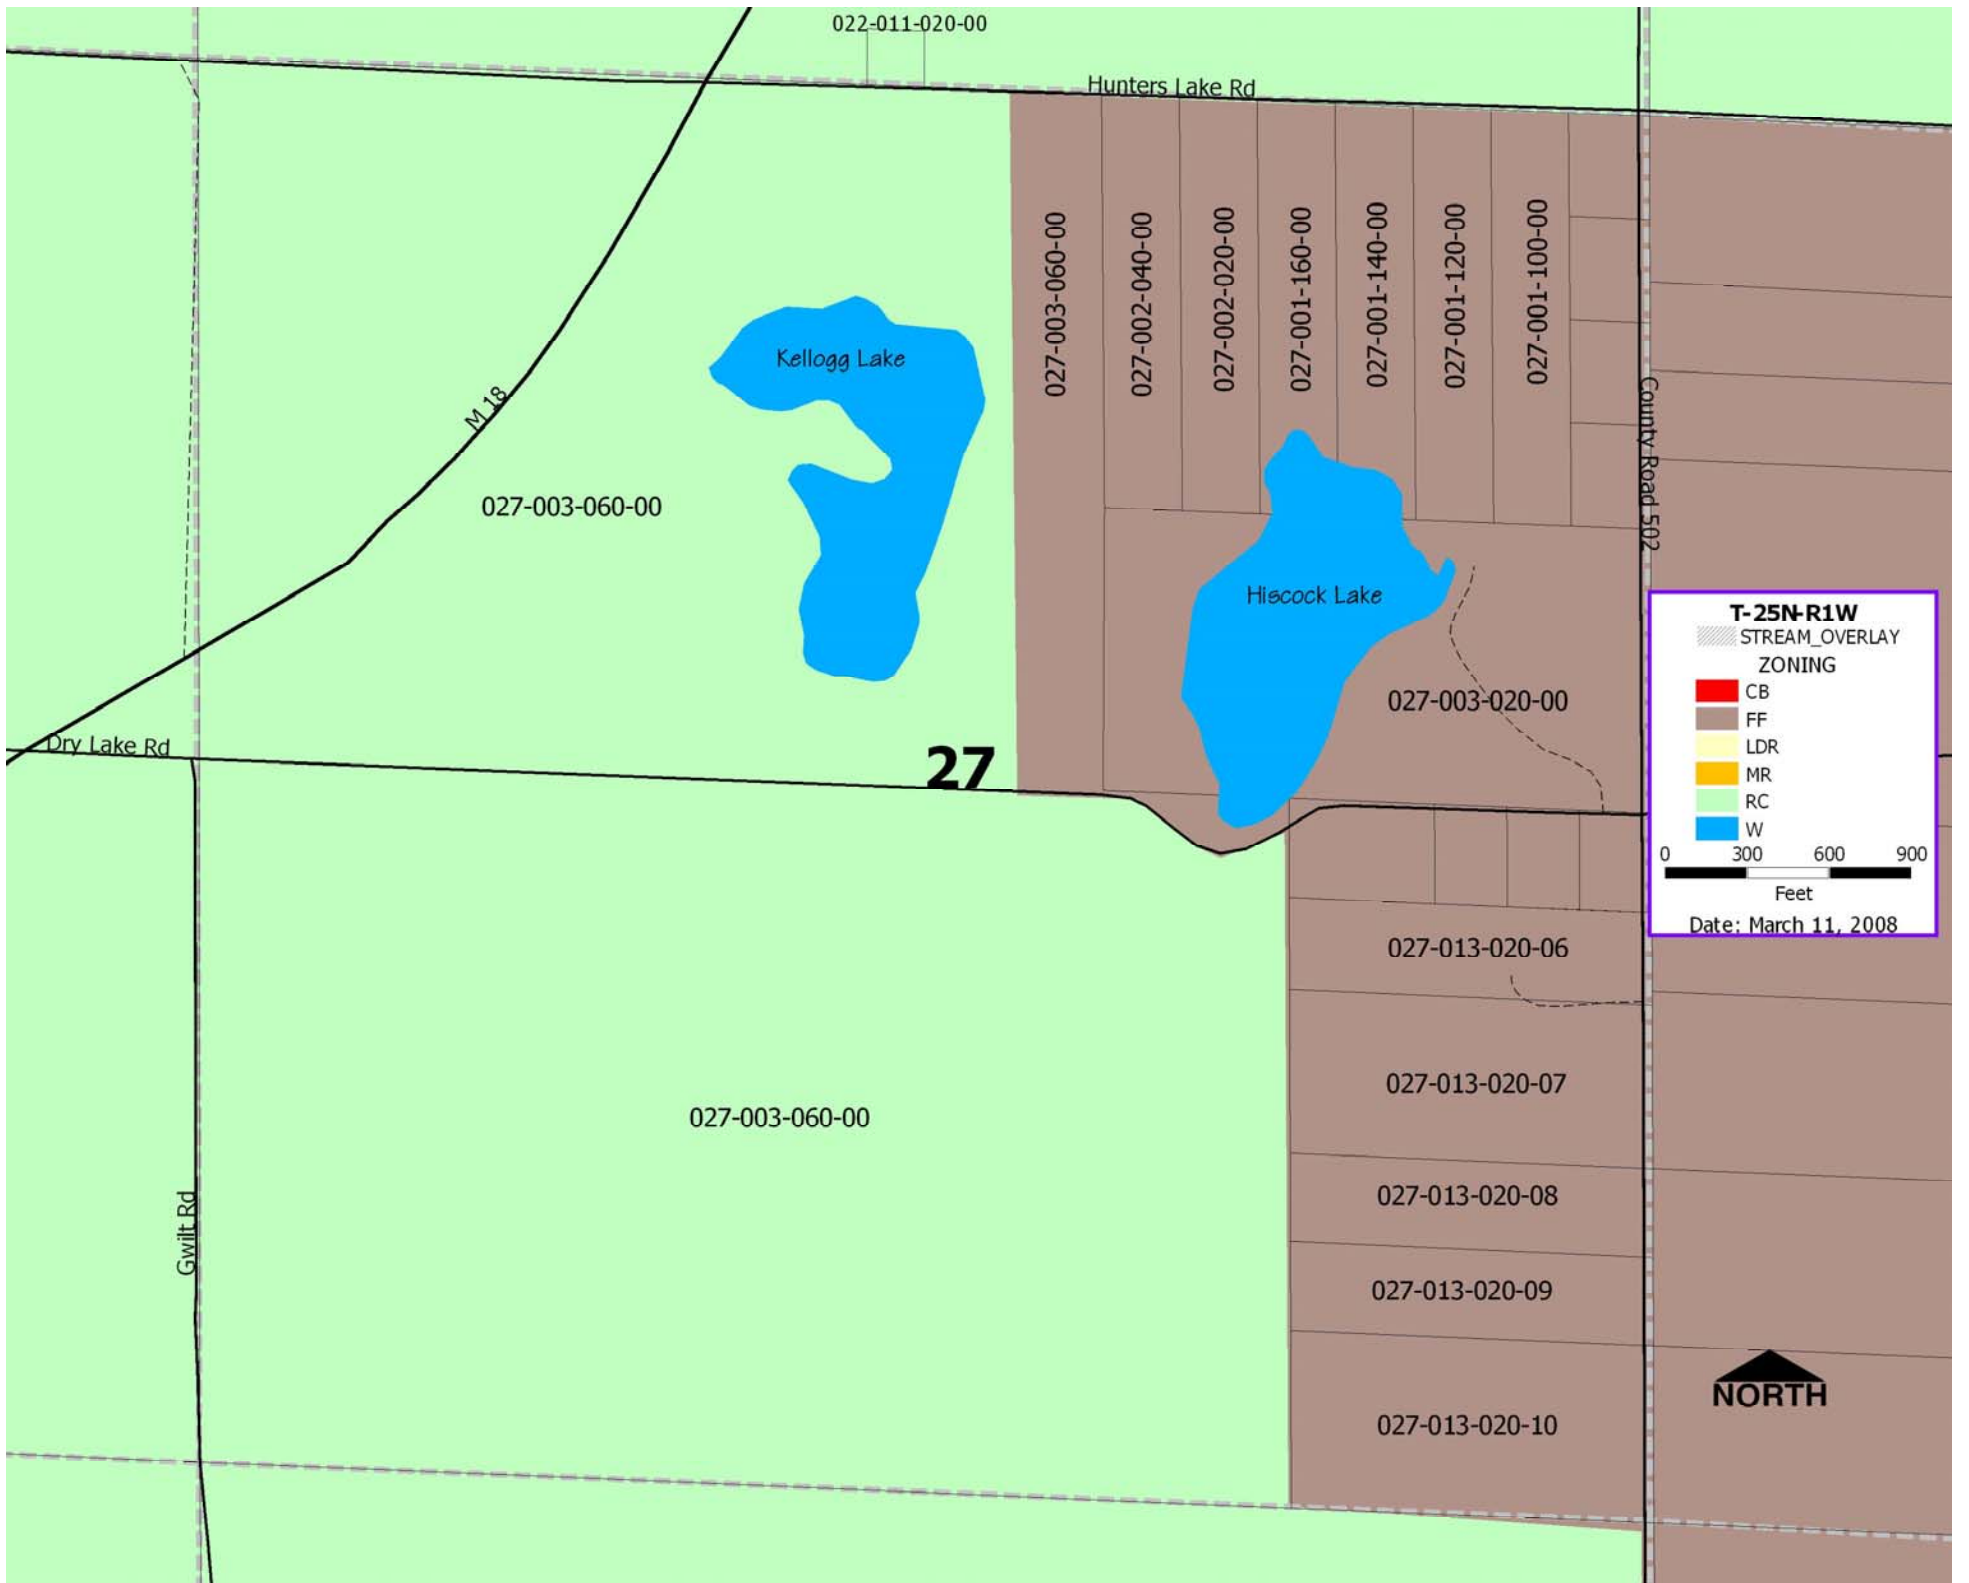 022-011-020-00
Hunters Lake Rd
027-003-060-00
027-002-040-00
027-002-020-00
027-001-160-00
027-001-140-00
027-001-120-00
027-001-100-00
Kellogg Lake
M 18
County Road 502
027-003-060-00
Hiscock Lake
027-003-020-00
Dry Lake Rd
27
T-25N-R1W
STREAM_OVERLAY
ZONING
CB
FF
LDR
MR
RC
W
0 300 600 900
Feet
Date: March 11, 2008
027-013-020-06
027-013-020-07
027-003-060-00
027-013-020-08
Gwilt Rd
027-013-020-09
NORTH
027-013-020-10